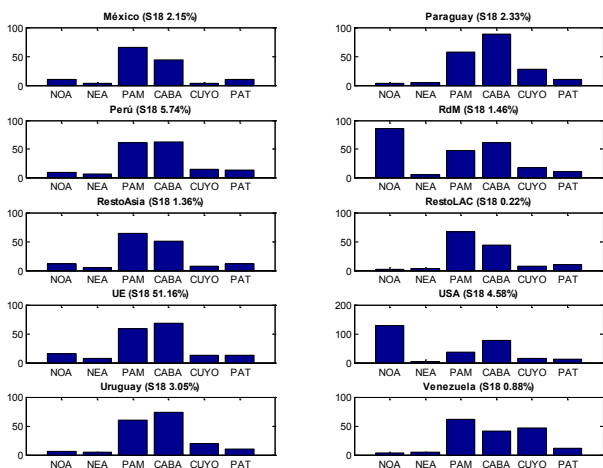 México (S18 2.15%)
100
50
0
NOA NEA PAM CABA CUYO PAT
Paraguay (S18 2.33%)
100
50
0
NOA NEA PAM CABA CUYO PAT
Perú (S18 5.74%)
100
50
0
NOA NEA PAM CABA CUYO PAT
RdM (S18 1.46%)
100
50
0
NOA NEA PAM CABA CUYO PAT
RestoAsia (S18 1.36%)
100
50
0
NOA NEA PAM CABA CUYO PAT
RestoLAC (S18 0.22%)
100
50
0
NOA NEA PAM CABA CUYO PAT
UE (S18 51.16%)
100
50
0
NOA NEA PAM CABA CUYO PAT
USA (S18 4.58%)
200
100
0
NOA NEA PAM CABA CUYO PAT
Uruguay (S18 3.05%)
100
50
0
NOA NEA PAM CABA CUYO PAT
Venezuela (S18 0.88%)
100
50
0
NOA NEA PAM CABA CUYO PAT